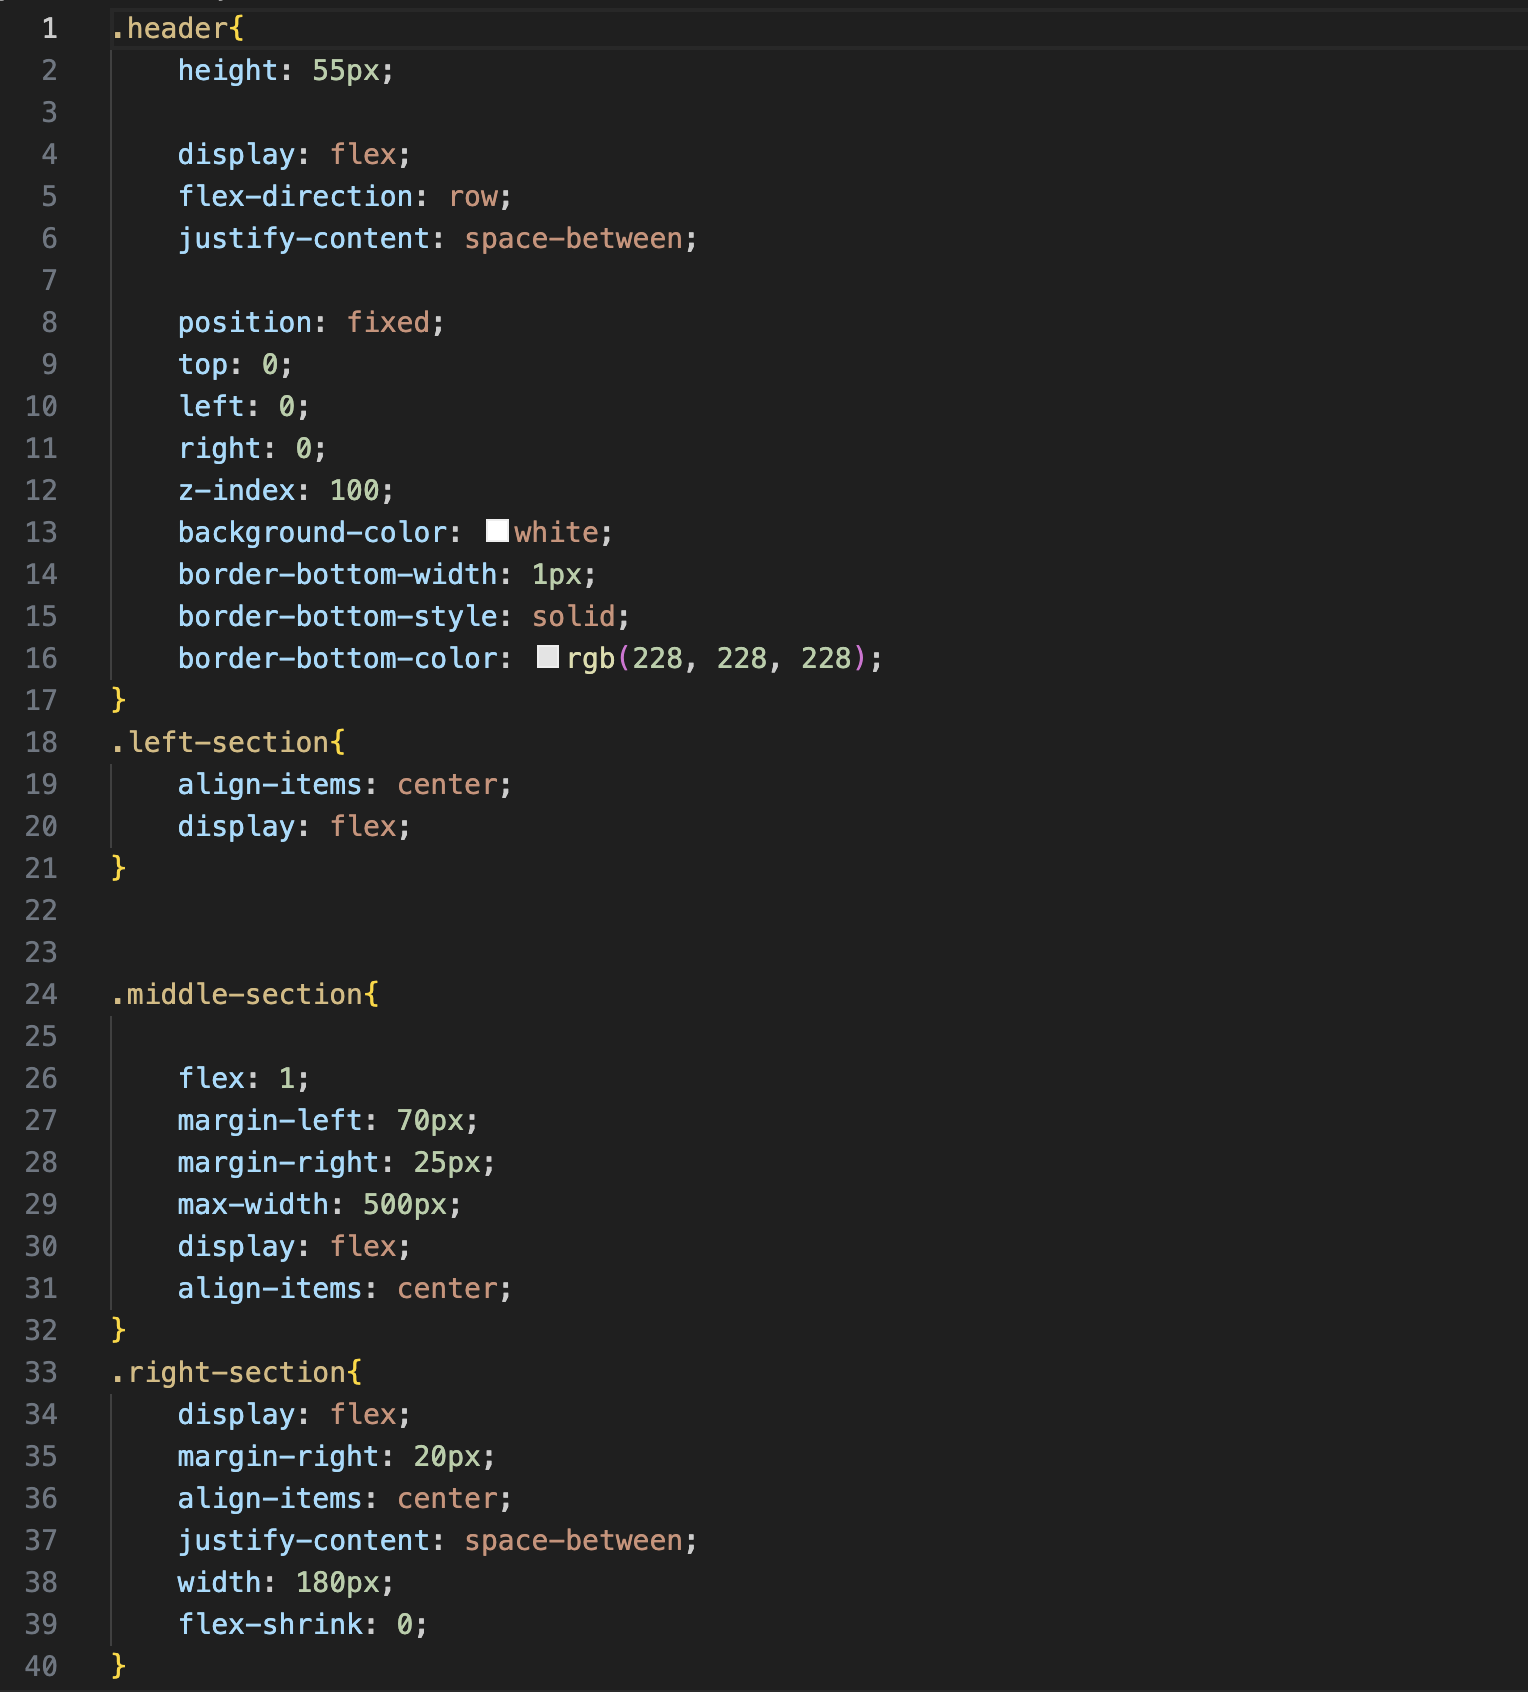 1 .header{
2 height: 55px;
3
4 display: flex;
5 flex-direction: row;
6 justify-content: space-between;
7
8 position: fixed;
9 top: 0;
10 left: 0;
11 right: 0;
12 z-index: 100;
13 background-color: white;
14 border-bottom-width: 1px;
15 border-bottom-style: solid;
16 border-bottom-color: rgb(228, 228, 228);
17 }
18 .left-section{
19 align-items: center;
20 display: flex;
21 }
22
23
24 .middle-section{
25
26 flex: 1;
27 margin-left: 70px;
28 margin-right: 25px;
29 max-width: 500px;
30 display: flex;
31 align-items: center;
32 }
33 .right-section{
34 display: flex;
35 margin-right: 20px;
36 align-items: center;
37 justify-content: space-between;
38 width: 180px;
39 flex-shrink: 0;
40 }